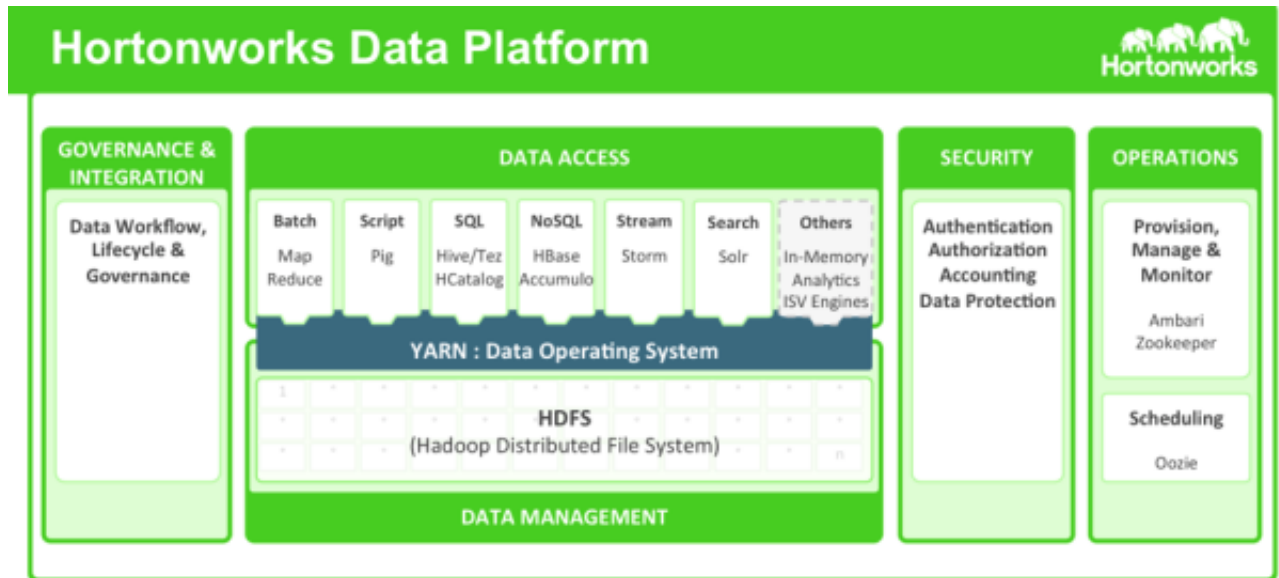 Hortonworks Data Platform
Hortonworks
GOVERNANCE &
INTEGRATION
Data Workflow,
Lifecycle &
Governance
DATA ACCESS
Batch
Map
Reduce
Script
Pig
SQL
Hive/Tez
HCatalog
NoSQL
HBase
Accumulo
Stream
Storm
Search
Solr
Others
In-Memory
Analytics
ISV Engines
YARN : Data Operating System
1
HDFS
(Hadoop Distributed File System)
n
DATA MANAGEMENT
SECURITY
Authentication
Authorization
Accounting
Data Protection
OPERATIONS
Provision,
Manage &
Monitor
Ambari
Zookeeper
Scheduling
Oozie